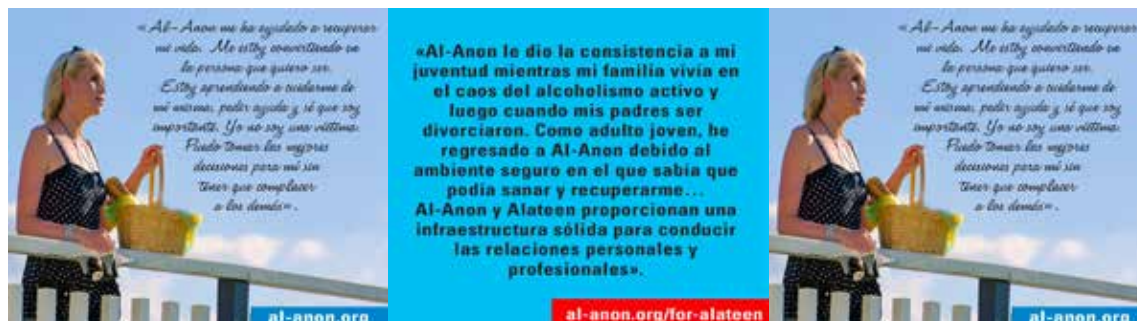 «Al-Anon me ha ayudado a recuperar
mi vida. Me estoy convirtiendo en
la persona que quiero ser.
Estoy aprendiendo a cuidarme de
mí misma, pedir ayuda y sé que soy
importante. Yo no soy una víctima.
Puedo tomar las mejores
decisiones para mí sin
tener que complacer
a los demás».
al-anon.org
«Al-Anon le dio la consistencia a mi
juventud mientras mi familia vivía en
el caos del alcoholismo activo y
luego cuando mis padres ser
divorciaron. Como adulto joven, he
regresado a Al-Anon debido al
ambiente seguro en el que sabía que
podía sanar y recuperarme...
Al-Anon y Alateen proporcionan una
infraestructura sólida para conducir
las relaciones personales y
profesionales».
al-anon.org/for-alateen
«Al-Anon me ha ayudado a recuperar
mi vida. Me estoy convirtiendo en
la persona que quiero ser.
Estoy aprendiendo a cuidarme de
mí misma, pedir ayuda y sé que soy
importante. Yo no soy una víctima.
Puedo tomar las mejores
decisiones para mí sin
tener que complacer
a los demás».
al-anon.org